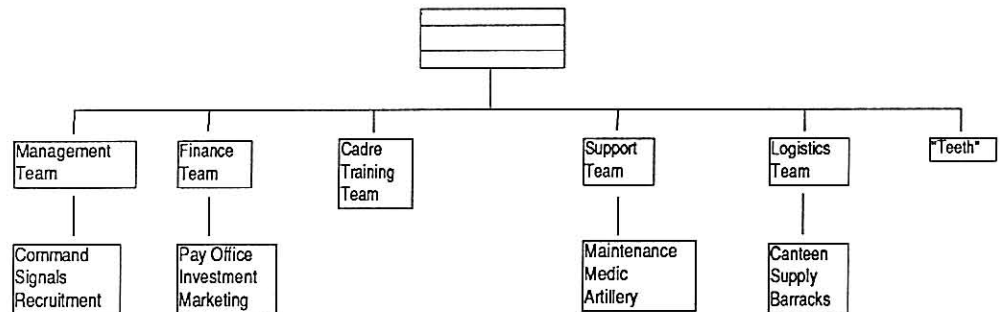 Management
Team
Finance
Team
Cadre
Training
Team
Support
Team
Logistics
Team
"Teeth"
Command
Signals
Recruitment
Pay Office
Investment
Marketing
Maintenance
Medic
Artillery
Canteen
Supply
Barracks